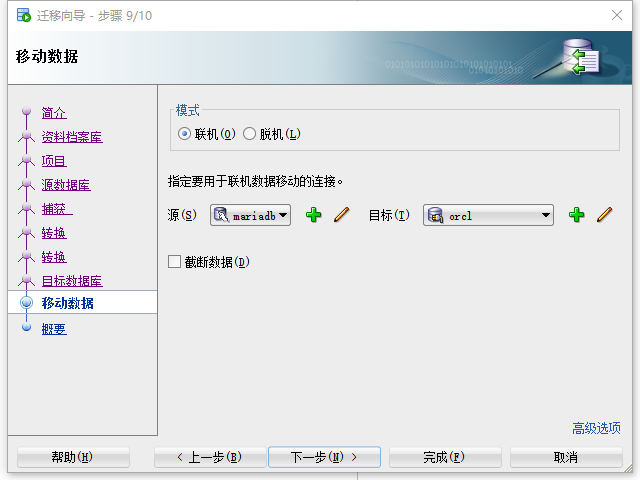 迁移向导 - 步骤 9/10
移动数据
简介
资料档案库
项目
源数据库
捕获
转换
转换
目标数据库
移动数据
概要
模式
联机(O) 脱机(L)
指定要用于联机数据移动的连接。
源(S) mariadb 目标(T) orcl
截断数据(D)
高级选项
帮助(H) < 上一步(B) 下一步(N) > 完成(F) 取消